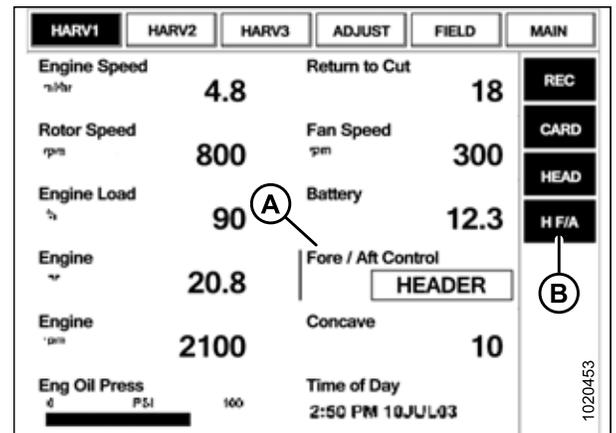 HARV1 HARV2 HARV3 ADJUST FIELD MAIN
Engine Speed
4.8
Return to Cut
18
REC
Rotor Speed
rpm
800
Fan Speed
300
CARD
HEAD
Engine Load
90
A
Battery
12.3
H F/A
Engine
20.8
Fore / Aft Control
HEADER
B
Engine
rpm
2100
Concave
10
Eng Oil Press
0 PSI 100
Time of Day
2:50 PM 10JUL03
1020453